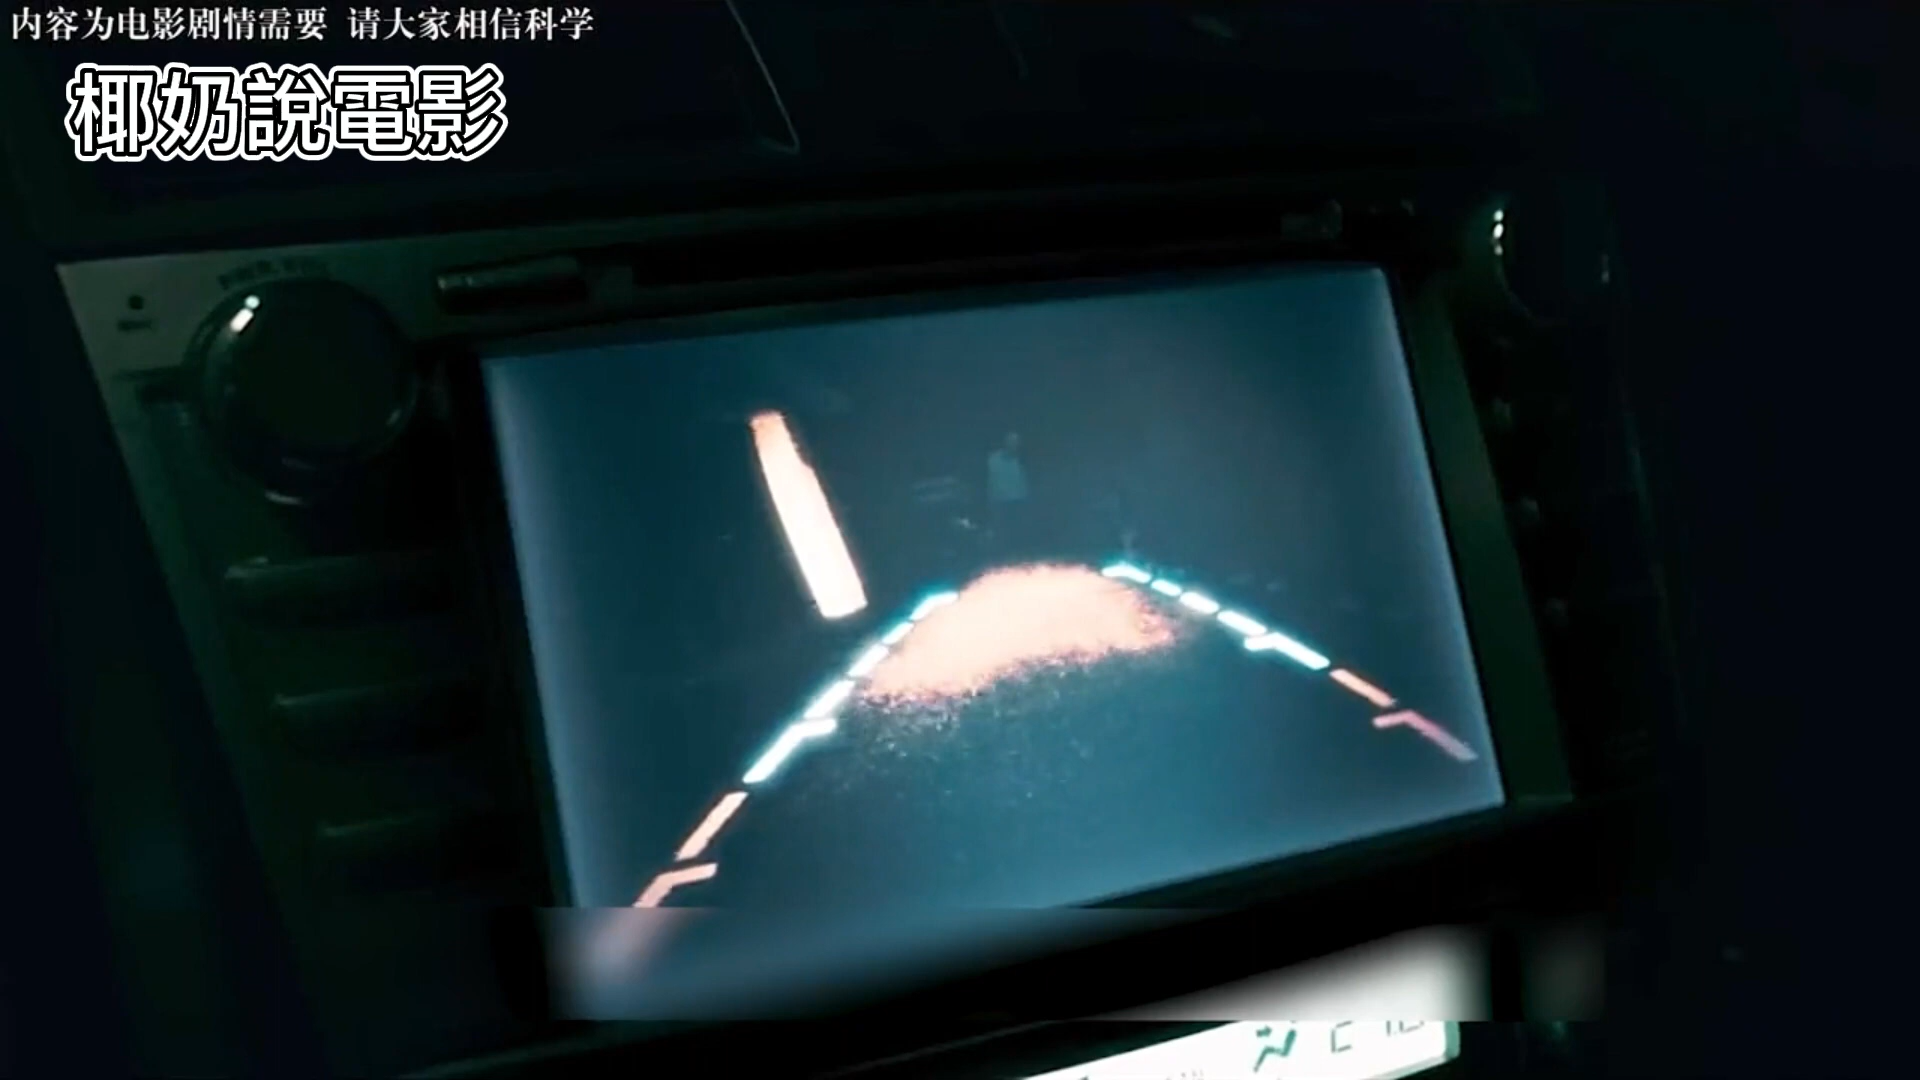 内容为电影剧情需要 请大家相信科学
椰奶說電影